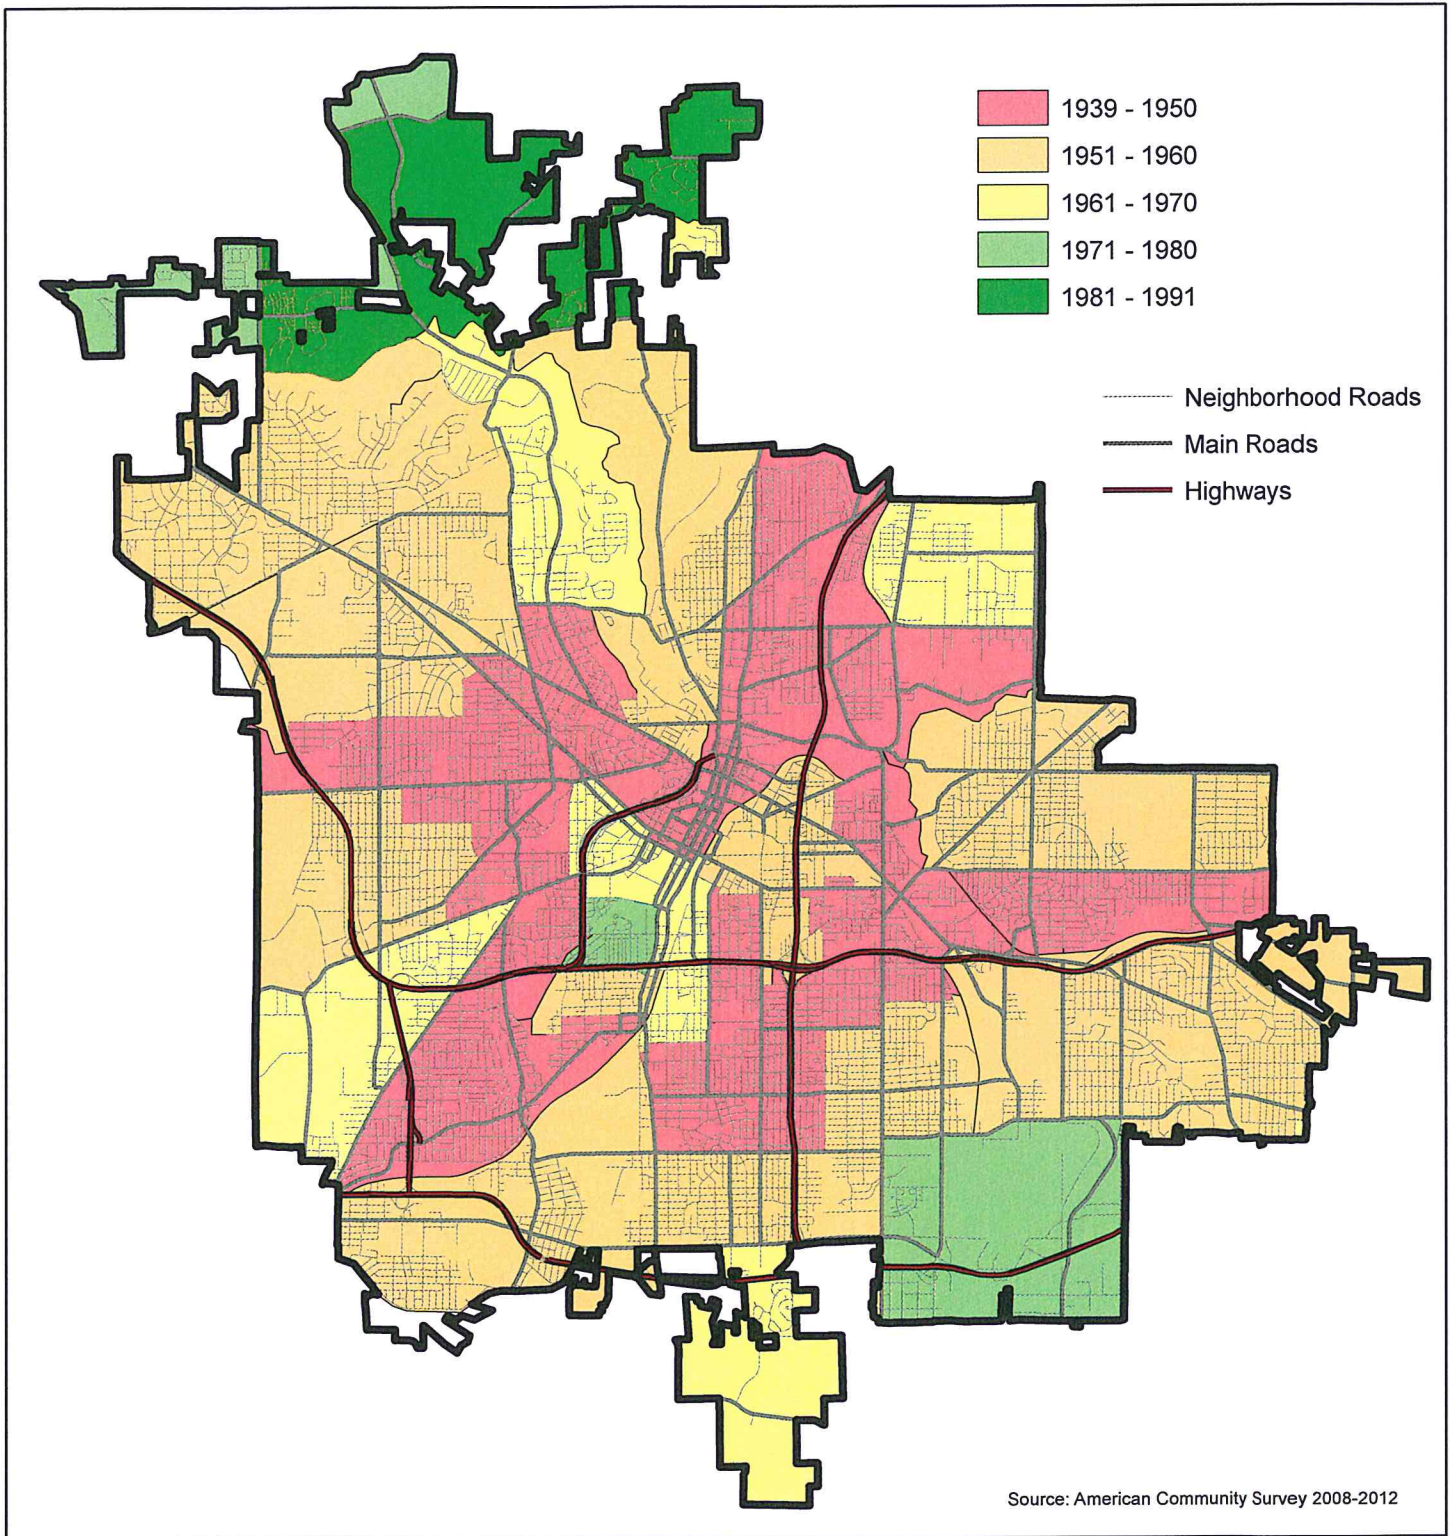 1939 - 1950
1951 - 1960
1961 - 1970
1971 - 1980
1981 - 1991
Neighborhood Roads
Main Roads
Highways
Source: American Community Survey 2008-2012